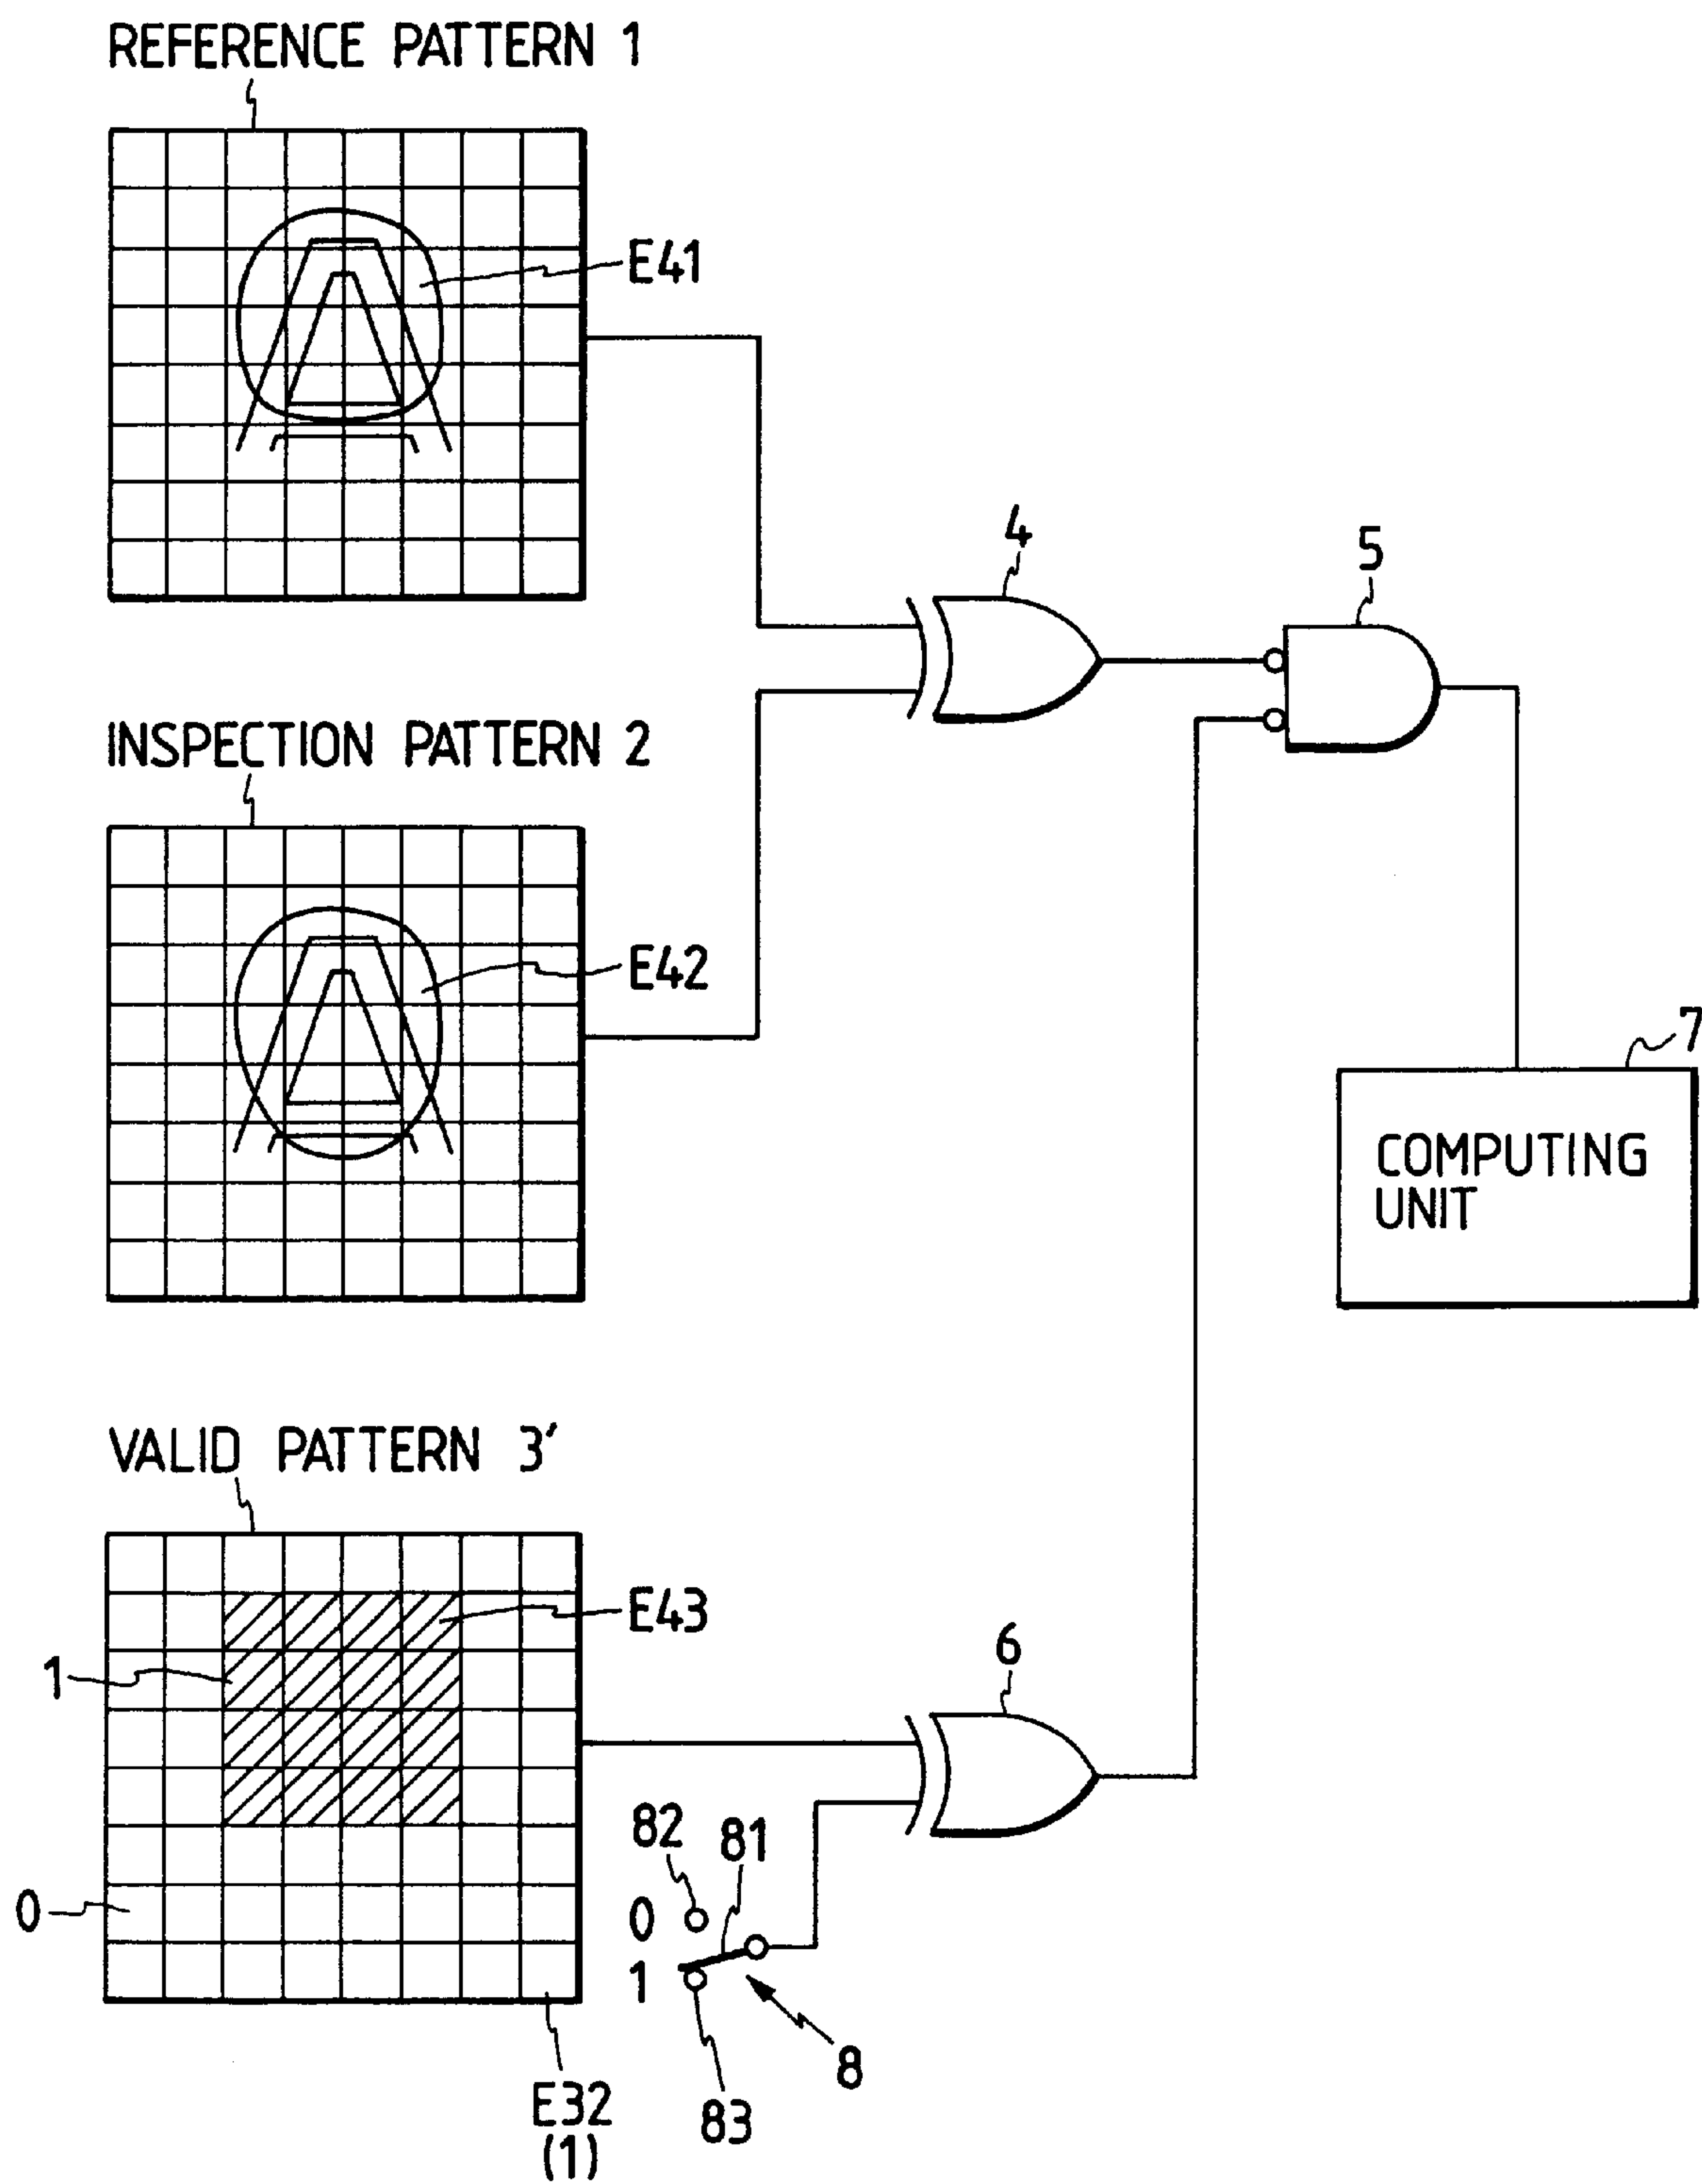 REFERENCE PATTERN 1
E41
4
5
INSPECTION PATTERN 2
E42
7
COMPUTING
UNIT
VALID PATTERN 3'
E43
1
6
82
81
0
0
1
8
83
E32
(1)